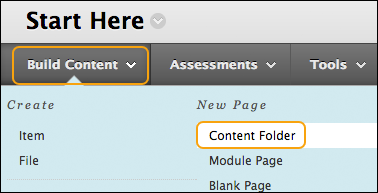 Start Here
Build Content Assessments Tools
Create New Page
Item Content Folder
File Module Page
Blank Page